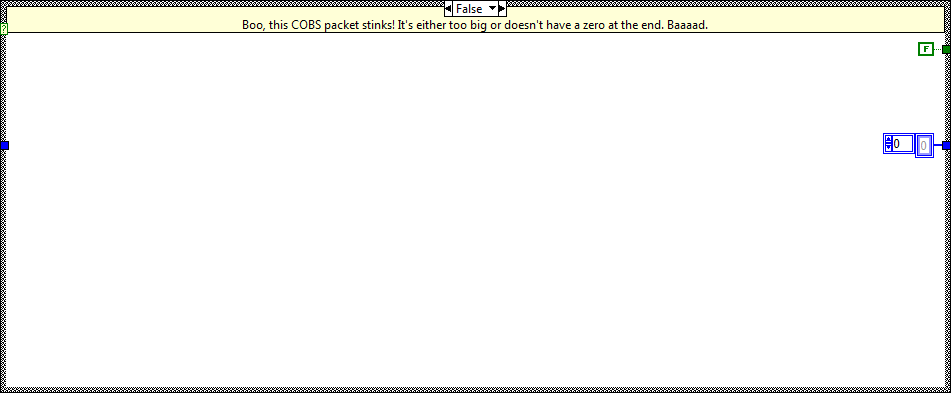 False
Boo, this COBS packet stinks! It's either too big or doesn't have a zero at the end. Baaaad.
?
F
0 0